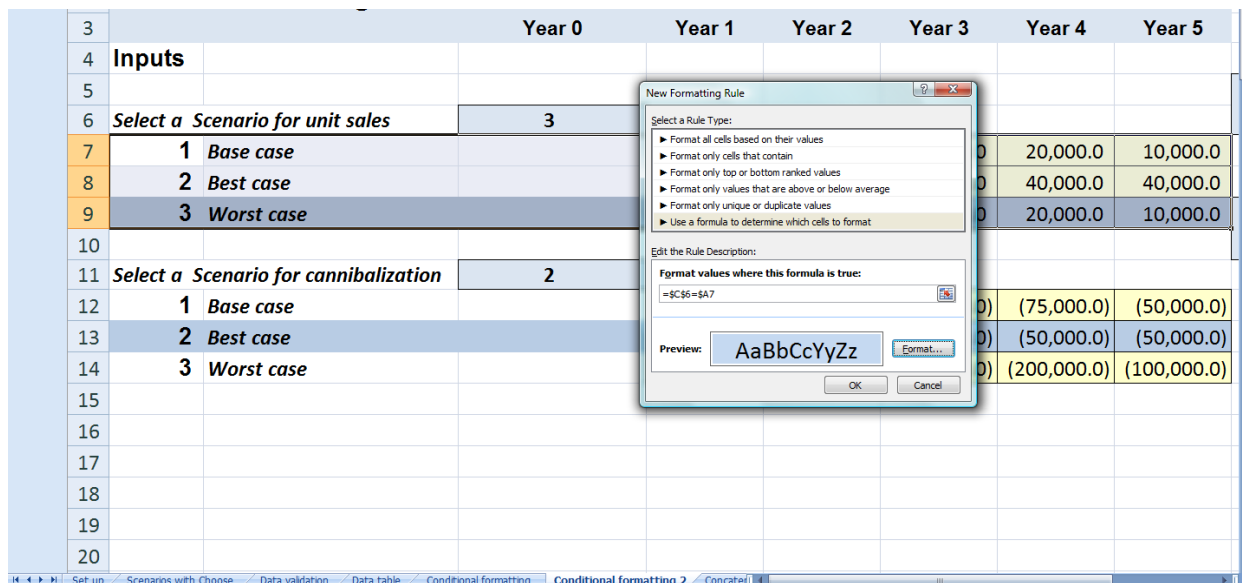 3 Year 0 Year 1 Year 2 Year 3 Year 4 Year 5
4 Inputs
5
New Formatting Rule
6 Select a Scenario for unit sales 3
Select a Rule Type:
► Format all cells based on their values
► Format only cells that contain
► Format only top or bottom ranked values
► Format only values that are above or below average
► Format only unique or duplicate values
► Use a formula to determine which cells to format
7 1 Base case 0 20,000.0 10,000.0
8 2 Best case 0 40,000.0 40,000.0
9 3 Worst case 0 20,000.0 10,000.0
10
Edit the Rule Description:
Format values where this formula is true:
=$C$6=$A7
Preview: AaBbCcYyZz Format...
OK Cancel
11 Select a Scenario for cannibalization 2
12 1 Base case 0) (75,000.0) (50,000.0)
13 2 Best case 0) (50,000.0) (50,000.0)
14 3 Worst case 0) (200,000.0) (100,000.0)
15
16
17
18
19
20
Set up Scenarios with Choose Data validation Data table Conditional formatting Conditional formatting 2